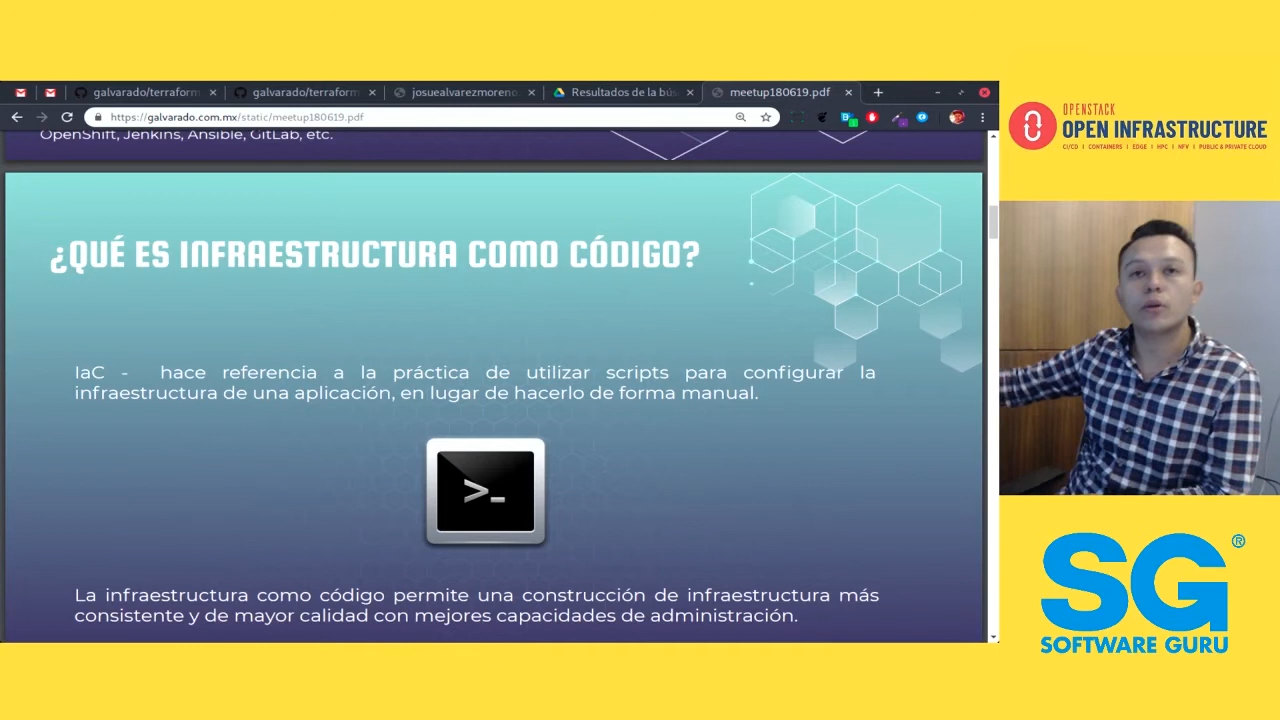 galvarado/terraform
galvarado/terraform
josuealvarezmoreno.
Resultados de la bús
meetup180619.pdf
https://galvarado.com.mx/static/meetup180619.pdf
OpenShift, Jenkins, Ansible, GitLab, etc.
¿QUÉ ES INFRAESTRUCTURA COMO CÓDIGO?
IaC - hace referencia a la práctica de utilizar scripts para configurar la
infraestructura de una aplicación, en lugar de hacerlo de forma manual.
>_
La infraestructura como código permite una construcción de infraestructura más
consistente y de mayor calidad con mejores capacidades de administración.
OPENSTACK
OPEN INFRASTRUCTURE
CI/CD | CONTAINERS | EDGE | HPC | NFV | PUBLIC & PRIVATE CLOUD
SG®
SOFTWARE GURU